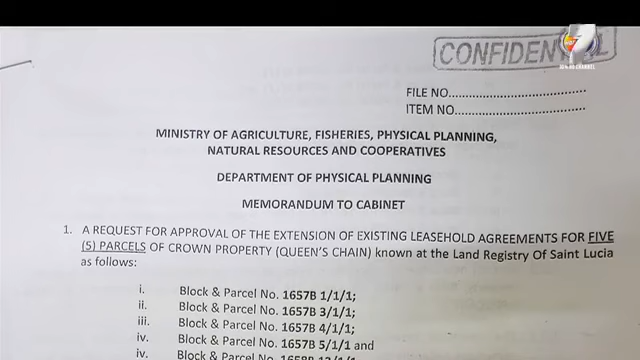 CONFIDEN
FILE NO.
ITEM NO.
MINISTRY OF AGRICULTURE, FISHERIES, PHYSICAL PLANNING,
NATURAL RESOURCES AND COOPERATIVES
DEPARTMENT OF PHYSICAL PLANNING
MEMORANDUM TO CABINET
1. A REQUEST FOR APPROVAL OF THE EXTENSION OF EXISTING LEASEHOLD AGREEMENTS FOR FIVE
(5) PARCELS OF CROWN PROPERTY (QUEEN'S CHAIN) known at the Land Registry Of Saint Lucia
as follows:
i. Block & Parcel No. 1657B 1/1/1;
ii. Block & Parcel No. 1657B 3/1/1;
iii. Block & Parcel No. 1657B 4/1/1;
iv. Block & Parcel No. 1657B 5/1/1 and
iv. Block & Parcel No.